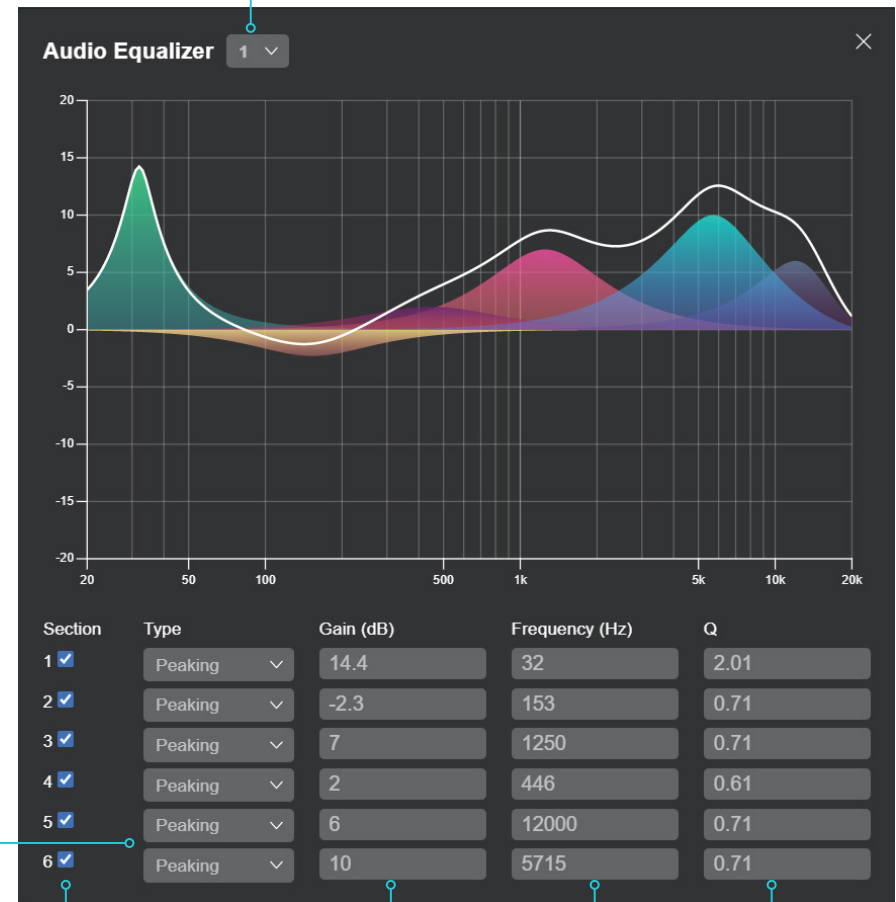 Audio Equalizer 1
20
15
10
5
0
-5
-10
-15
-20
20 50 100 500 1k 5k 10k 20k
Section Type Gain (dB) Frequency (Hz) Q
1 Peaking 14.4 32 2.01
2 Peaking -2.3 153 0.71
3 Peaking 7 1250 0.71
4 Peaking 2 446 0.61
5 Peaking 6 12000 0.71
6 Peaking 10 5715 0.71